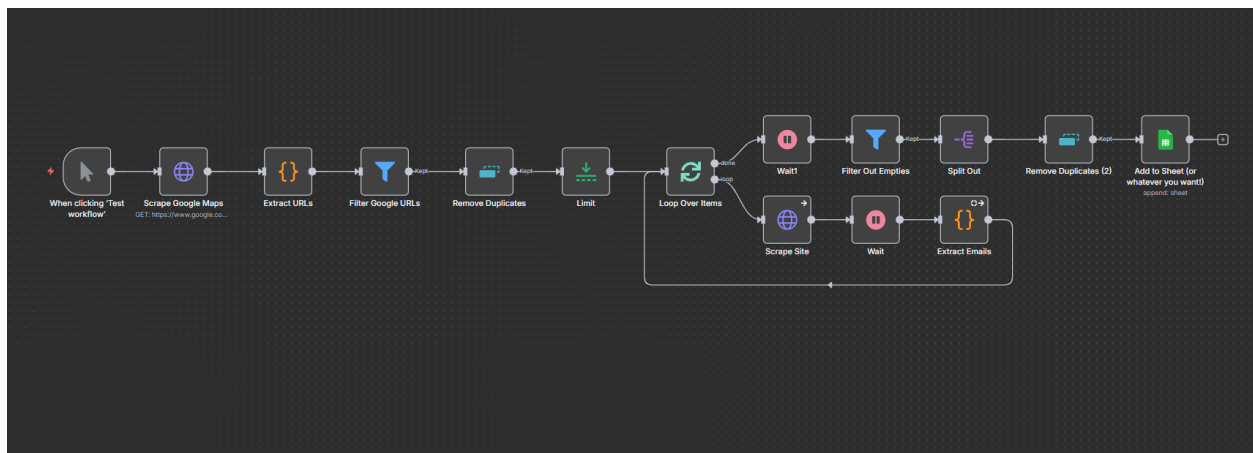 When clicking 'Test
workflow'
Scrape Google Maps
GET: https://www.google.co...
Extract URLs
Filter Google URLs
Kept
Remove Duplicates
Kept
Limit
Loop Over Items
done
loop
Wait1
Filter Out Empties
Kept
Split Out
Remove Duplicates (2)
Kept
Add to Sheet (or
whatever you want!)
append: sheet
Scrape Site
Wait
Extract Emails